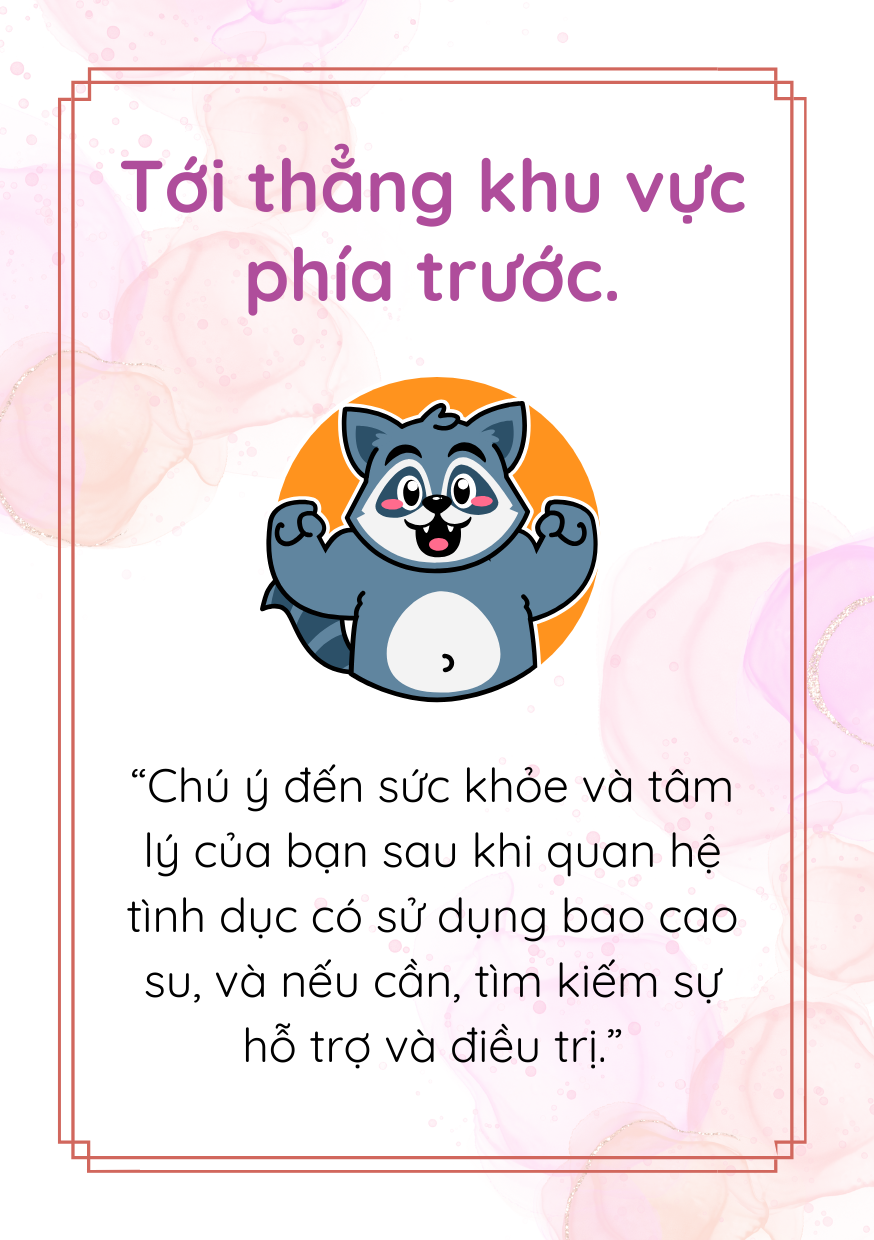 Tới thẳng khu vực
phía trước.
“Chú ý đến sức khỏe và tâm
lý của bạn sau khi quan hệ
tình dục có sử dụng bao cao
su, và nếu cần, tìm kiếm sự
hỗ trợ và điều trị.”